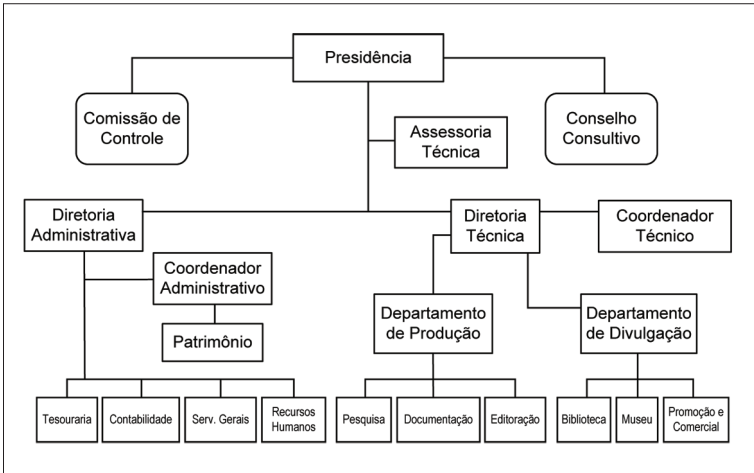 Presidência
Comissão de
Controle
Conselho
Consultivo
Assessoria
Técnica
Diretoria
Administrativa
Diretoria
Técnica
Coordenador
Técnico
Coordenador
Administrativo
Patrimônio
Departamento
de Produção
Departamento
de Divulgação
Tesouraria
Contabilidade
Serv. Gerais
Recursos
Humanos
Pesquisa
Documentação
Editoração
Biblioteca
Museu
Promoção e
Comercial